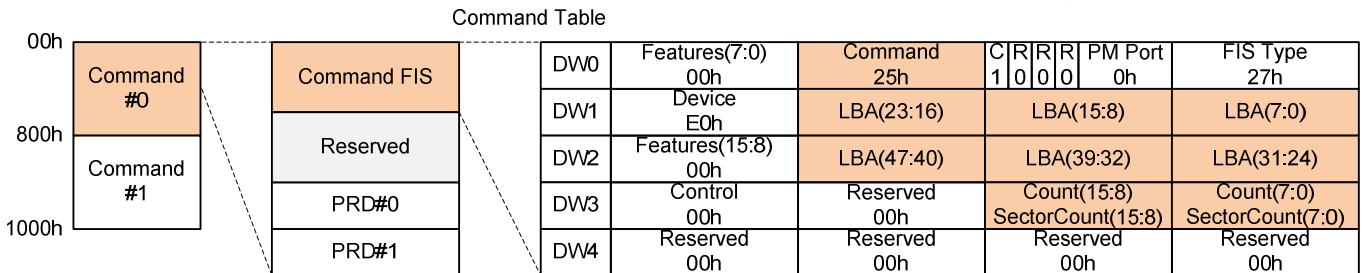 Command Table
00h
800h
1000h
Command
#0
Command
#1
Command FIS
Reserved
PRD#0
PRD#1
DW0
Features(7:0)
00h
Command
25h
C R R R PM Port
1 0 0 0 0h
FIS Type
27h
DW1
Device
E0h
LBA(23:16)
LBA(15:8)
LBA(7:0)
DW2
Features(15:8)
00h
LBA(47:40)
LBA(39:32)
LBA(31:24)
DW3
Control
00h
Reserved
00h
Count(15:8)
SectorCount(15:8)
Count(7:0)
SectorCount(7:0)
DW4
Reserved
00h
Reserved
00h
Reserved
00h
Reserved
00h